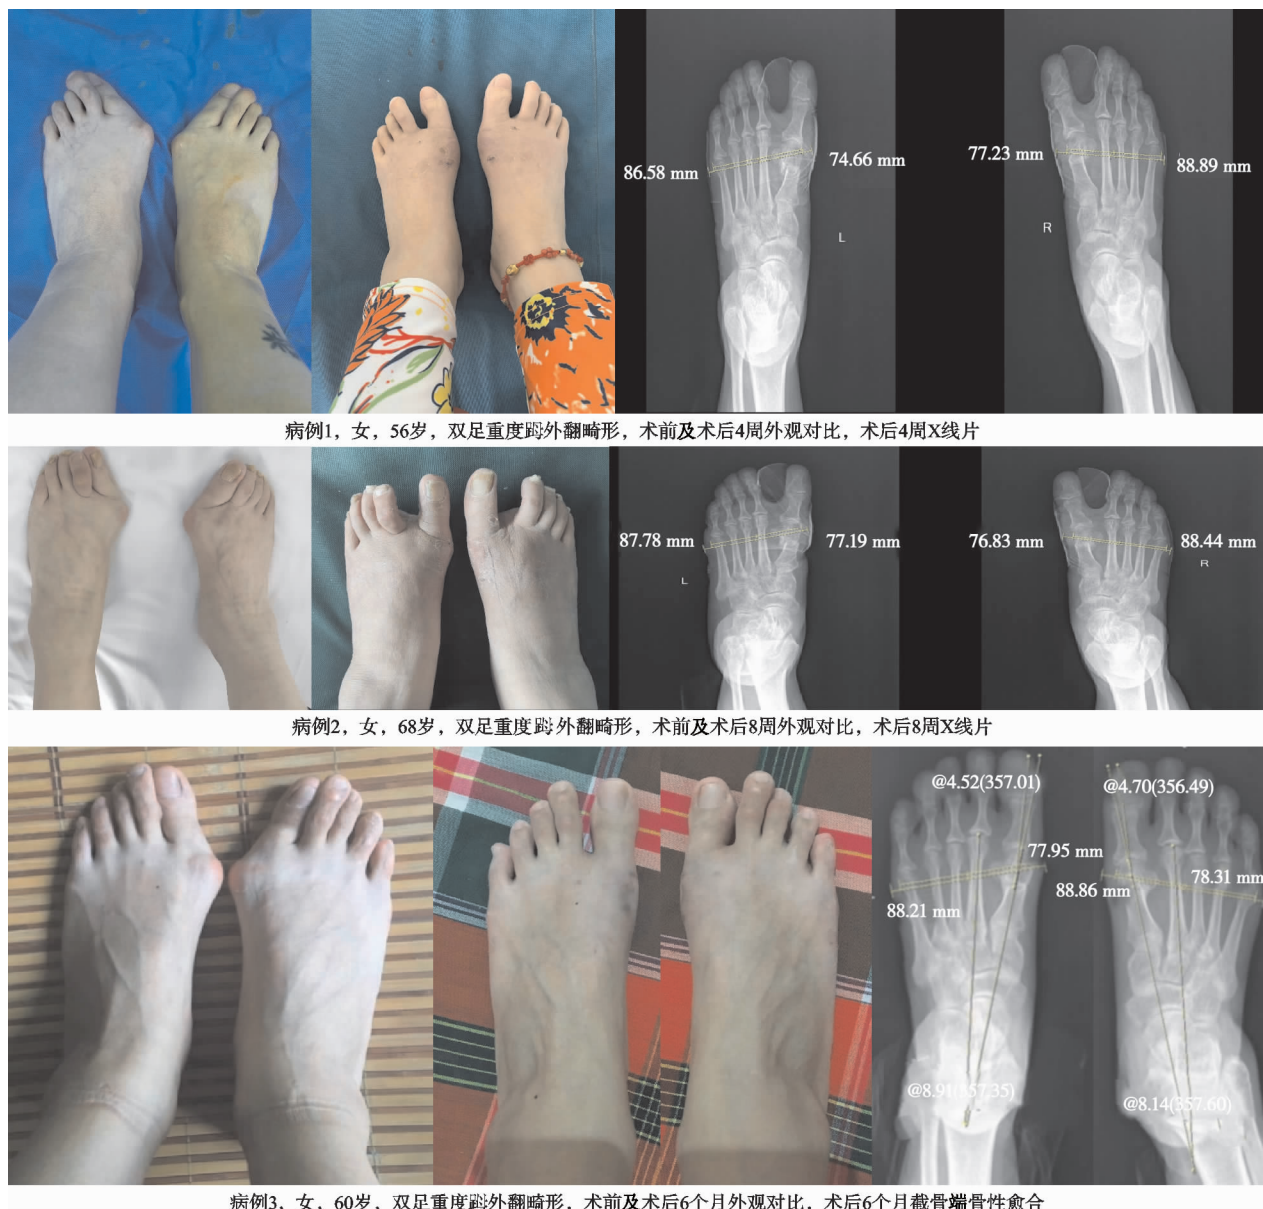 86.58 mm
74.66 mm
L
77.23 mm
88.89 mm
R
病例1，女，56岁，双足重度踇外翻畸形，术前及术后4周外观对比，术后4周X线片
87.78 mm
77.19 mm
L
76.83 mm
88.44 mm
R
病例2，女，68岁，双足重度踇外翻畸形，术前及术后8周外观对比，术后8周X线片
@4.52(357.01)
@4.70(356.49)
77.95 mm
88.86 mm
78.31 mm
88.21 mm
@8.91(357.35)
@8.14(357.60)
病例3，女，60岁，双足重度踇外翻畸形，术前及术后6个月外观对比，术后6个月截骨端骨性愈合